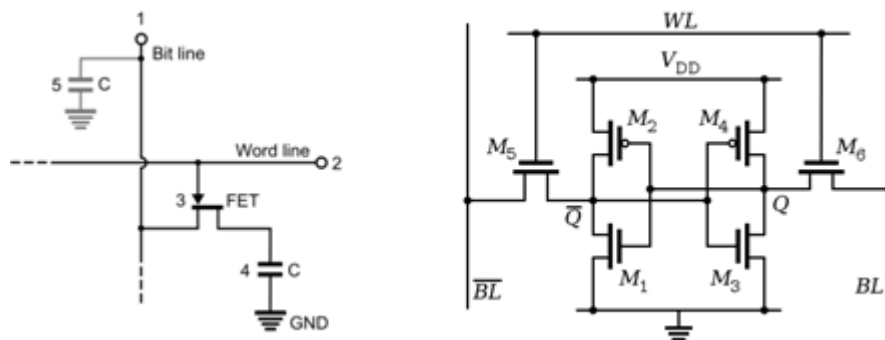 1
Bit line
5 C
Word line
2
3 FET
4 C
GND
WL
V_DD
M_2 M_4
M_5 M_6
Q̅ Q
M_1 M_3
B̅L̅ BL